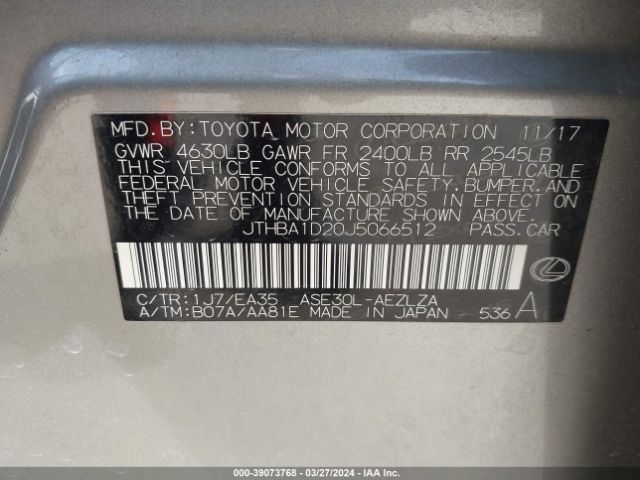 MFD.BY:TOYOTA MOTOR CORPORATION 11/17
GVWR 4630LB GAWR FR 2400LB RR 2545LB
THIS VEHICLE CONFORMS TO ALL APPLICABLE
FEDERAL MOTOR VEHICLE SAFETY,BUMPER,AND
THEFT PREVENTION STANDARDS IN EFFECT ON
THE DATE OF MANUFACTURE SHOWN ABOVE.
JTHBA1D20J5066512 PASS.CAR
C/TR:1J7/EA35 ASE30L-AEZLZA
A/TM:B07A/AA81E MADE IN JAPAN 536 A
000-39073768 - 03/27/2024 - IAA Inc.